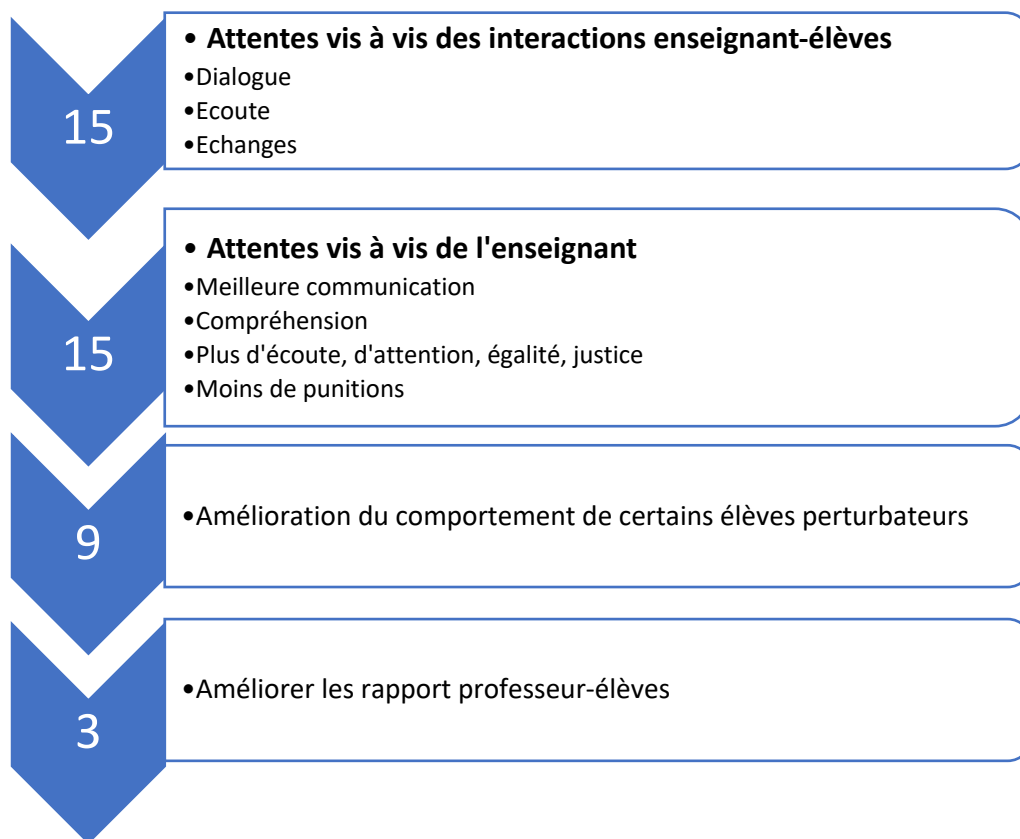 15
• Attentes vis à vis des interactions enseignant-élèves
•Dialogue
•Ecoute
•Echanges
15
• Attentes vis à vis de l'enseignant
•Meilleure communication
•Compréhension
•Plus d'écoute, d'attention, égalité, justice
•Moins de punitions
9
•Amélioration du comportement de certains élèves perturbateurs
3
•Améliorer les rapport professeur-élèves